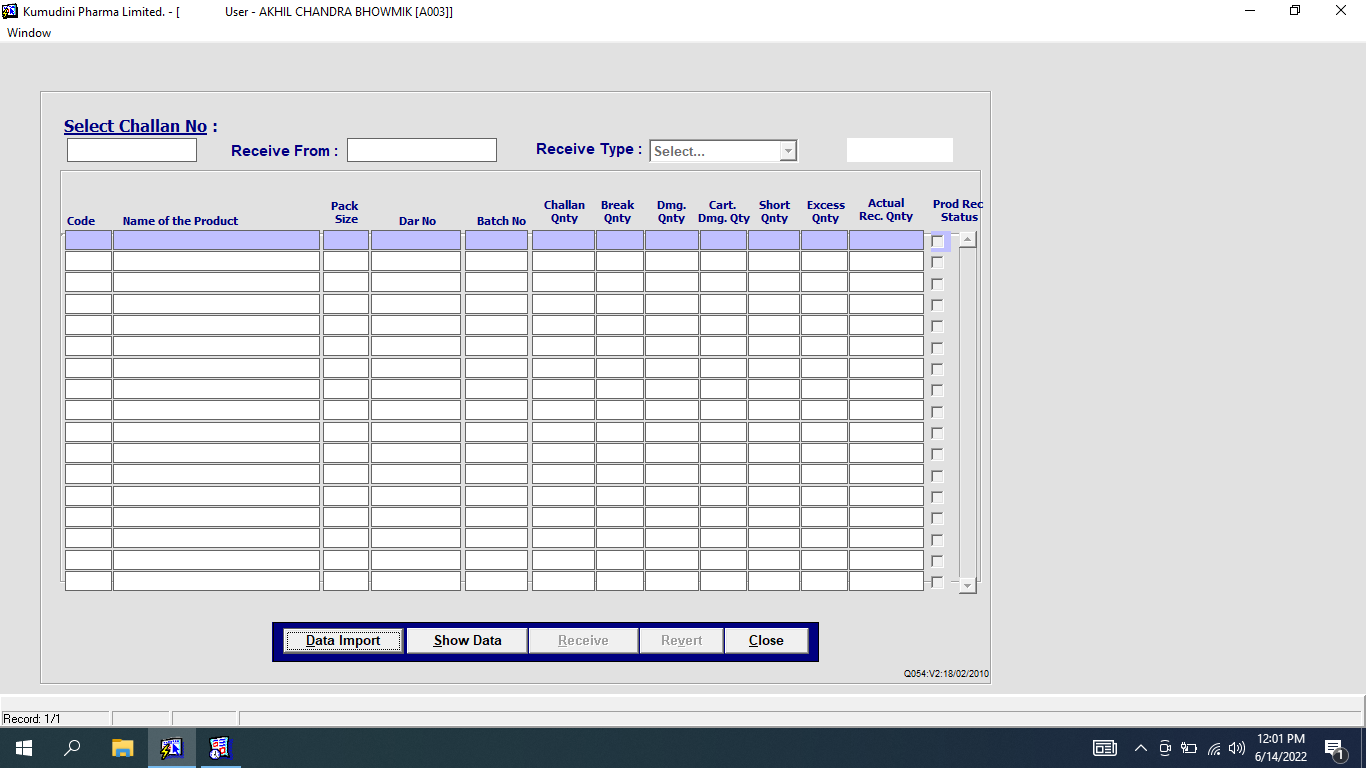 Kumudini Pharma Limited. - [ User - AKHIL CHANDRA BHOWMIK [A003]]
Window
Select Challan No :
Receive From :
Receive Type :
Select...
Code
Name of the Product
Pack
Size
Dar No
Batch No
Challan
Qnty
Break
Qnty
Dmg.
Qnty
Cart.
Dmg. Qty
Short
Qnty
Excess
Qnty
Actual
Rec. Qnty
Prod Rec
Status
Data Import
Show Data
Receive
Revert
Close
Q054:V2:18/02/2010
Record: 1/1
12:01 PM
6/14/2022
1